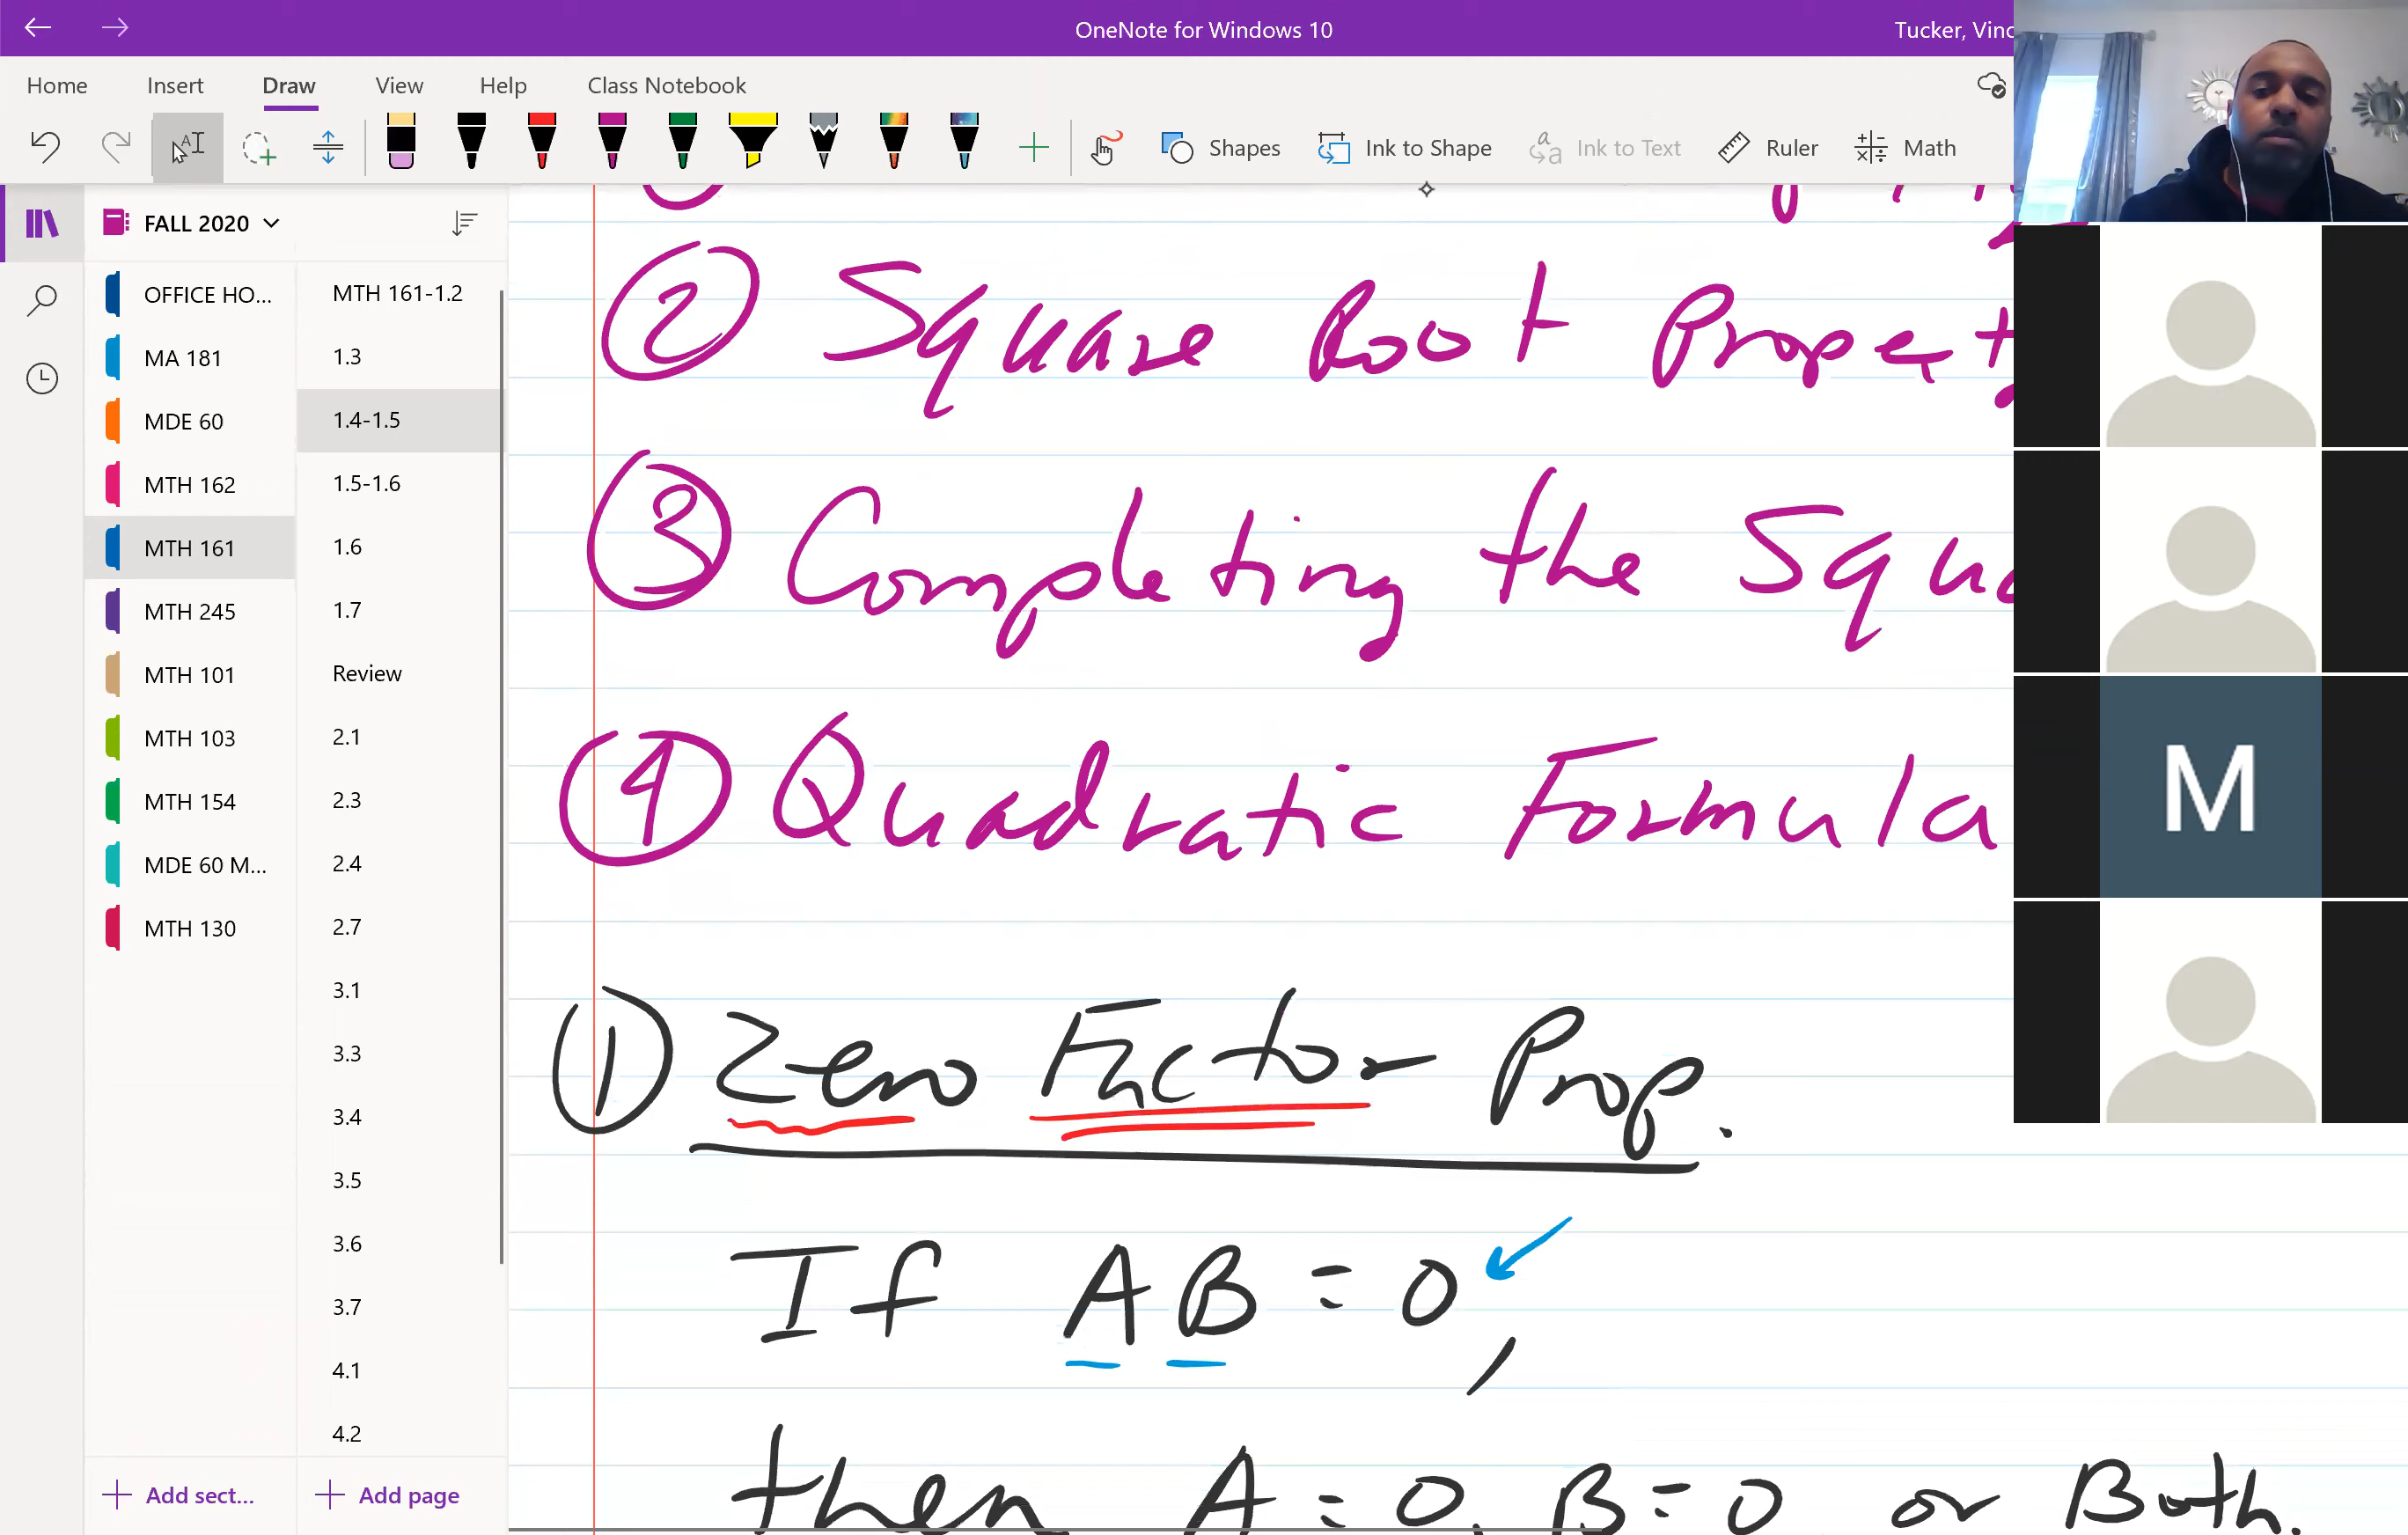 OneNote for Windows 10
Tucker, Vinc
Home Insert Draw View Help Class Notebook
Shapes Ink to Shape Ink to Text Ruler Math
FALL 2020
OFFICE HO...
MA 181
MDE 60
MTH 162
MTH 161
MTH 245
MTH 101
MTH 103
MTH 154
MDE 60 M...
MTH 130
Add sect...
MTH 161-1.2
1.3
1.4-1.5
1.5-1.6
1.6
1.7
Review
2.1
2.3
2.4
2.7
3.1
3.3
3.4
3.5
3.6
3.7
4.1
4.2
Add page
② Square Root Property
③ Completing the Squa
④ Quadratic Formula
① Zero Factor Prop.
If AB = 0,
then A = 0, B = 0 or Both.
M